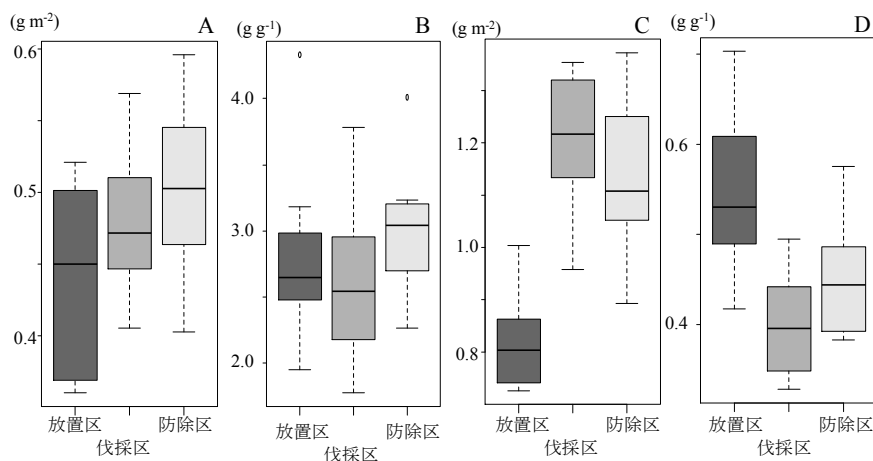 (g m-2)
A
0.6
0.5
0.4
放置区
防除区
伐採区
(g g-1)
B
4.0
3.0
2.0
放置区
防除区
伐採区
(g m-2)
C
1.2
1.0
0.8
放置区
防除区
伐採区
(g g-1)
D
0.6
0.4
放置区
防除区
伐採区